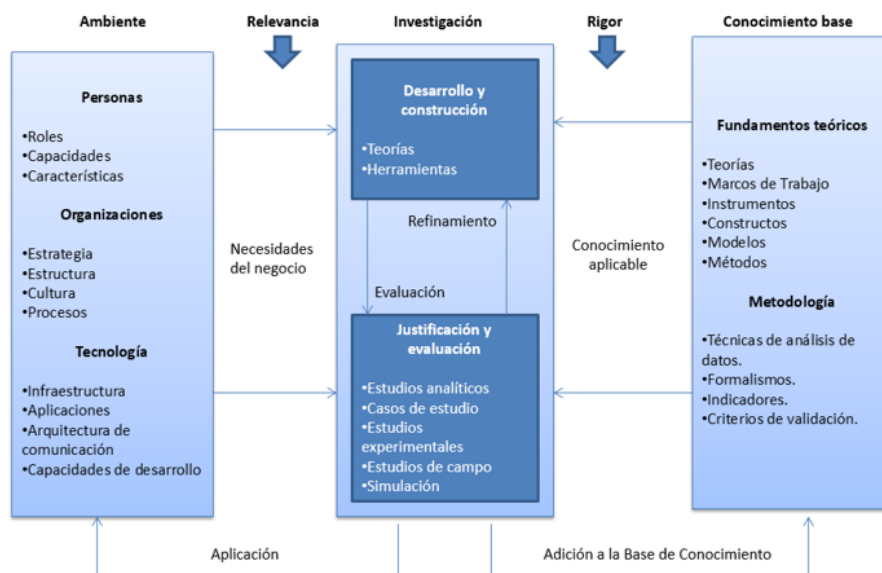 Ambiente
Relevancia
Investigación
Rigor
Conocimiento base
Personas
•Roles
•Capacidades
•Características
Organizaciones
•Estrategia
•Estructura
•Cultura
•Procesos
Tecnología
•Infraestructura
•Aplicaciones
•Arquitectura de
comunicación
•Capacidades de desarrollo
Necesidades
del negocio
Desarrollo y
construcción
•Teorías
•Herramientas
Refinamiento
Evaluación
Justificación y
evaluación
•Estudios analíticos
•Casos de estudio
•Estudios
experimentales
•Estudios de campo
•Simulación
Conocimiento
aplicable
Fundamentos teóricos
•Teorías
•Marcos de Trabajo
•Instrumentos
•Constructos
•Modelos
•Métodos
Metodología
•Técnicas de análisis de
datos.
•Formalismos.
•Indicadores.
•Criterios de validación.
Aplicación
Adición a la Base de Conocimiento